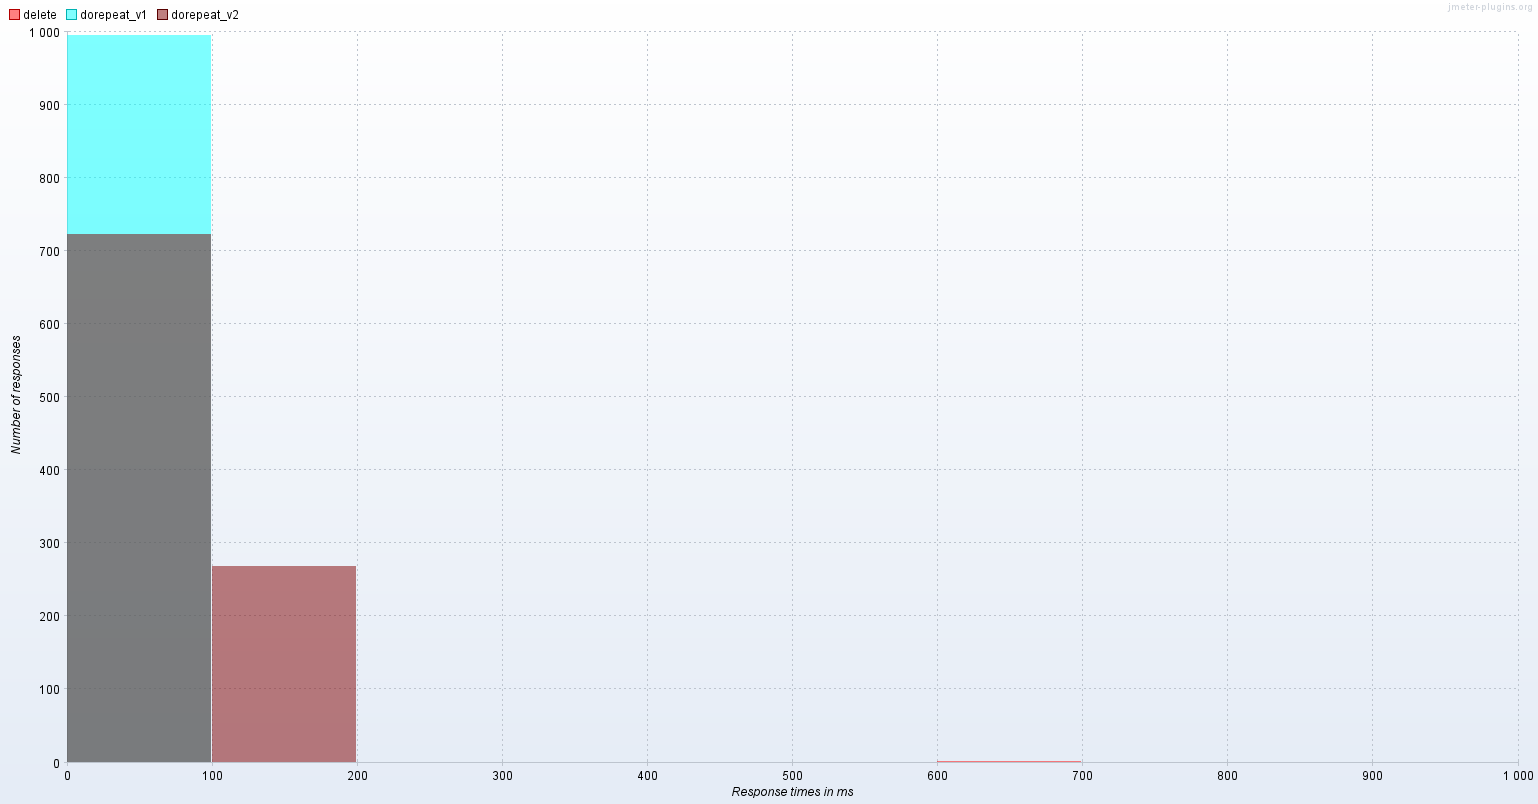 delete dorepeat_v1 dorepeat_v2
jmeter-plugins.org
1 000
900
800
700
600
500
400
300
200
100
0
Number of responses
0 100 200 300 400 500 600 700 800 900 1 000
Response times in ms